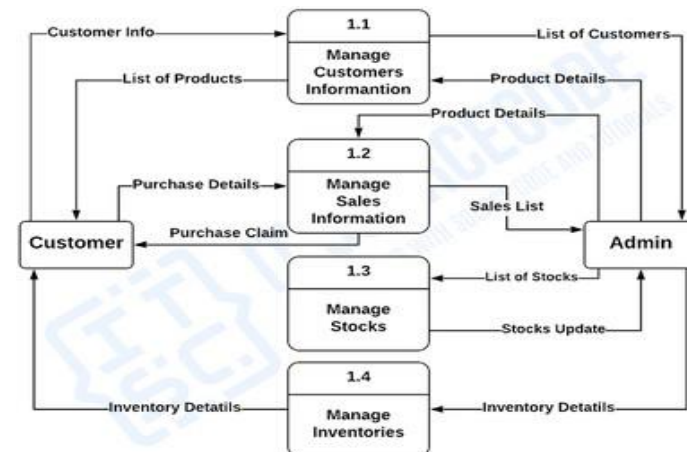 Customer Info
1.1
List of Customers
Manage
Customers
Informantion
List of Products
Product Details
Product Details
1.2
Manage
Sales
Information
Purchase Details
Sales List
Customer
Purchase Claim
Admin
1.3
Manage
Stocks
List of Stocks
Stocks Update
1.4
Manage
Inventories
Inventory Detatils
Inventory Detatils